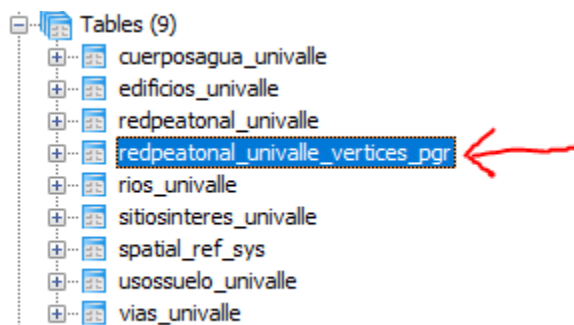 Tables (9)
cuerposagua_univalle
edificios_univalle
redpeatonal_univalle
redpeatonal_univalle_vertices_pgr
rios_univalle
sitiosinteres_univalle
spatial_ref_sys
usossuelo_univalle
vias_univalle